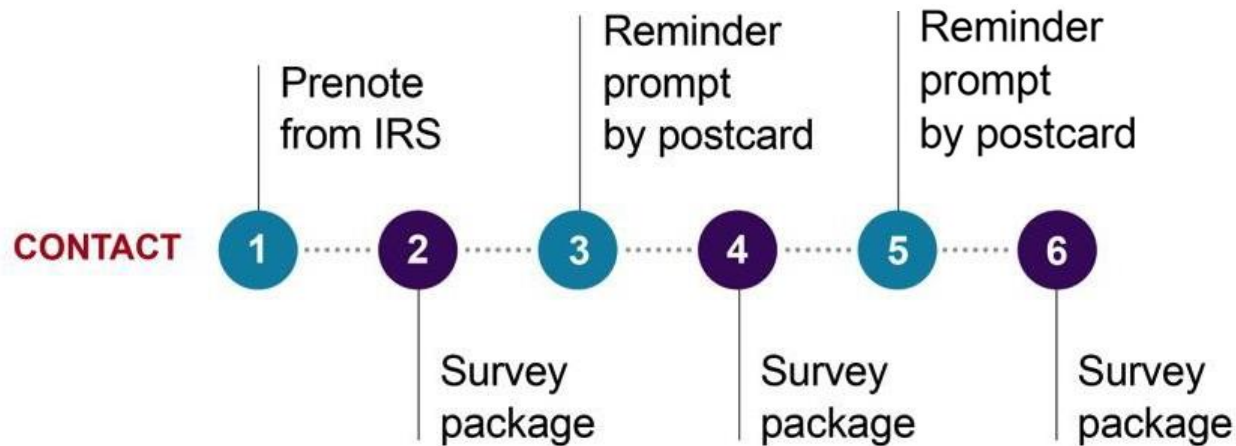 Prenote
from IRS
Reminder
prompt
by postcard
Reminder
prompt
by postcard
CONTACT
1
2
3
4
5
6
Survey
package
Survey
package
Survey
package